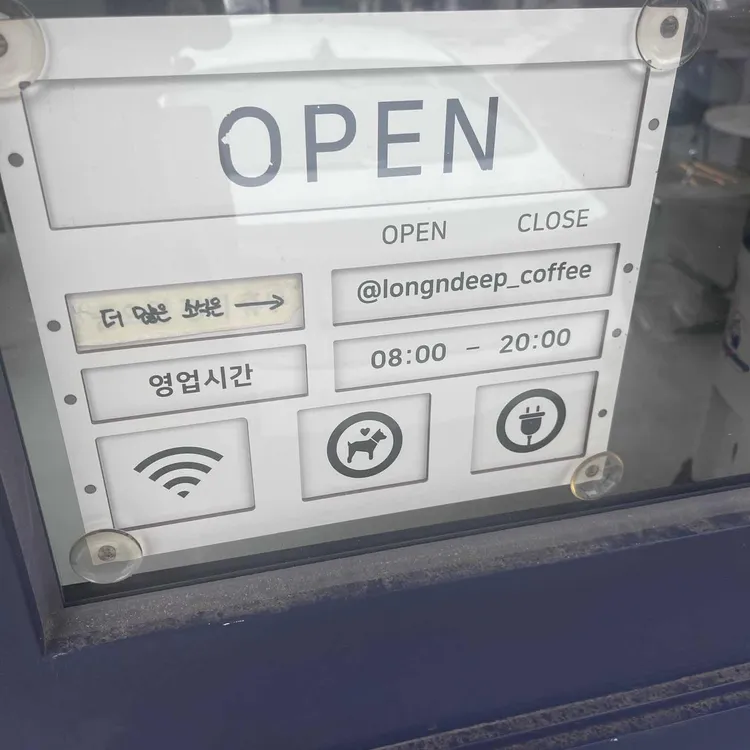 OPEN
OPEN CLOSE
더 많은 소식은 →
@longndeep_coffee
영업시간
08:00 - 20:00